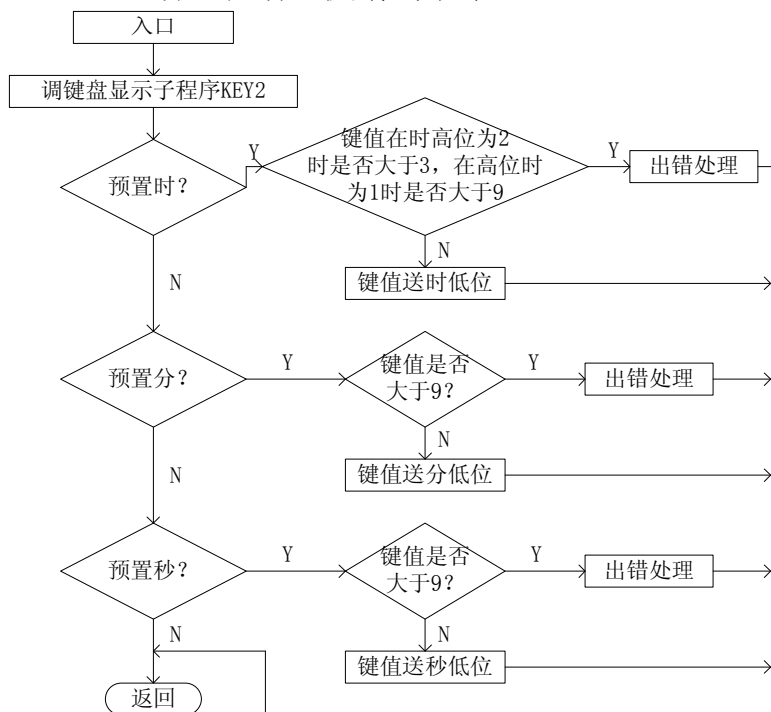 入口
调键盘显示子程序KEY2
预置时?
Y
键值在时高位为2
时是否大于3，在高位时
为1时是否大于9
Y
出错处理
N
键值送时低位
N
预置分?
Y
键值是否
大于9?
Y
出错处理
N
键值送分低位
N
预置秒?
Y
键值是否
大于9?
Y
出错处理
N
键值送秒低位
N
返回